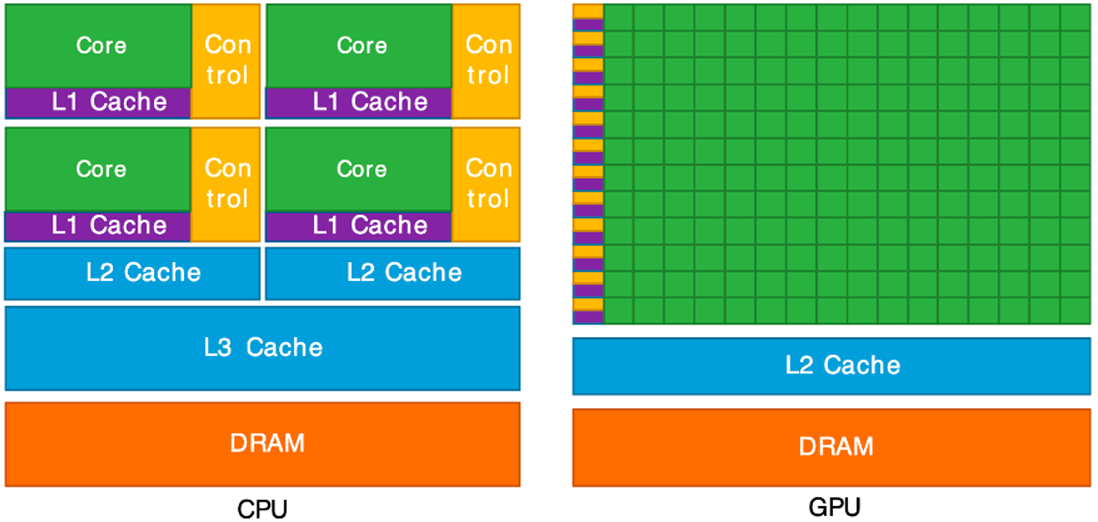 Core
Con
trol
L1 Cache
Core
Con
trol
L1 Cache
Core
Con
trol
L1 Cache
Core
Con
trol
L1 Cache
L2 Cache
L2 Cache
L3 Cache
DRAM
CPU
L2 Cache
DRAM
GPU